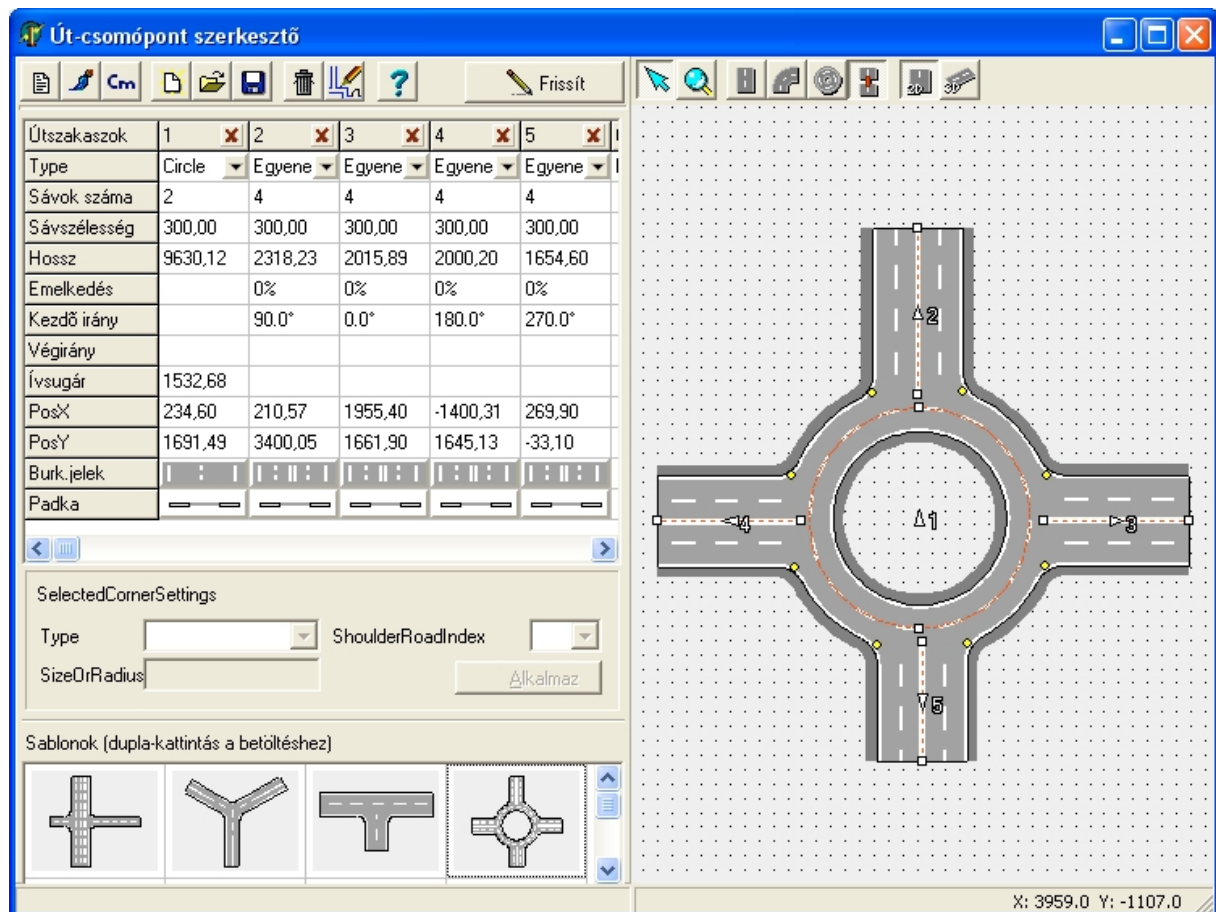 Út-csomópont szerkesztő
Cm Frissít 2D 3D
Útszakaszok 1 2 3 4 5
Type Circle Egyene Egyene Egyene Egyene
Sávok száma 2 4 4 4 4
Sávszélesség 300,00 300,00 300,00 300,00 300,00
Hossz 9630,12 2318,23 2015,89 2000,20 1654,60
Emelkedés 0% 0% 0% 0%
Kezdõ irány 90.0° 0.0° 180.0° 270.0°
Végirány
Ívsugár 1532,68
PosX 234,60 210,57 1955,40 -1400,31 269,90
PosY 1691,49 3400,05 1661,90 1645,13 -33,10
Burk.jelek
Padka
2
4 1 3
5
SelectedCornerSettings
Type ShoulderRoadIndex
SizeOrRadius Alkalmaz
Sablonok (dupla-kattintás a betöltéshez)
X: 3959.0 Y: -1107.0